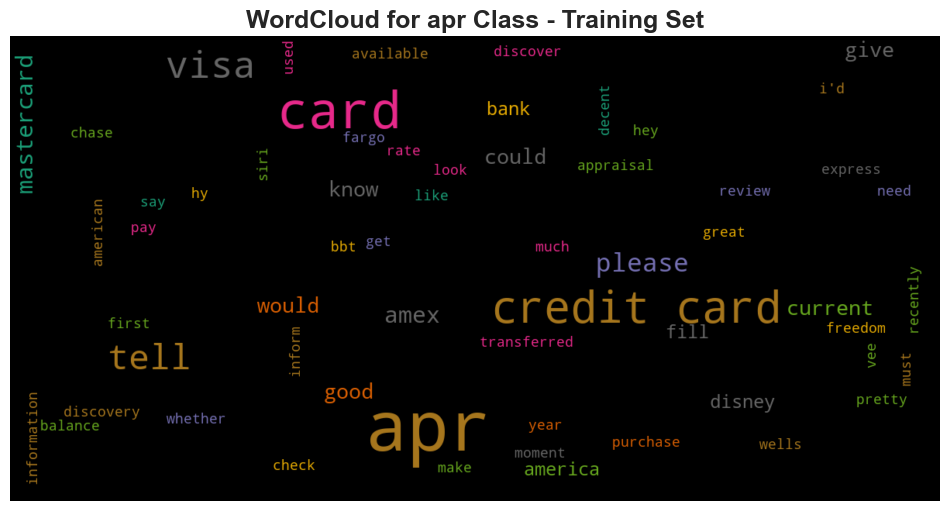 WordCloud for apr Class - Training Set
used
available
discover
give
visa
mastercard
i'd
card
bank
decent
chase
fargo
hey
siri
rate
could
look
appraisal
express
know
hy
like
review
need
say
american
pay
bbt
get
much
great
please
recently
would
amex
credit card
current
first
fill
freedom
inform
transferred
vee
tell
must
good
disney
pretty
information
discovery
balance
whether
apr
year
purchase
wells
moment
check
make
america